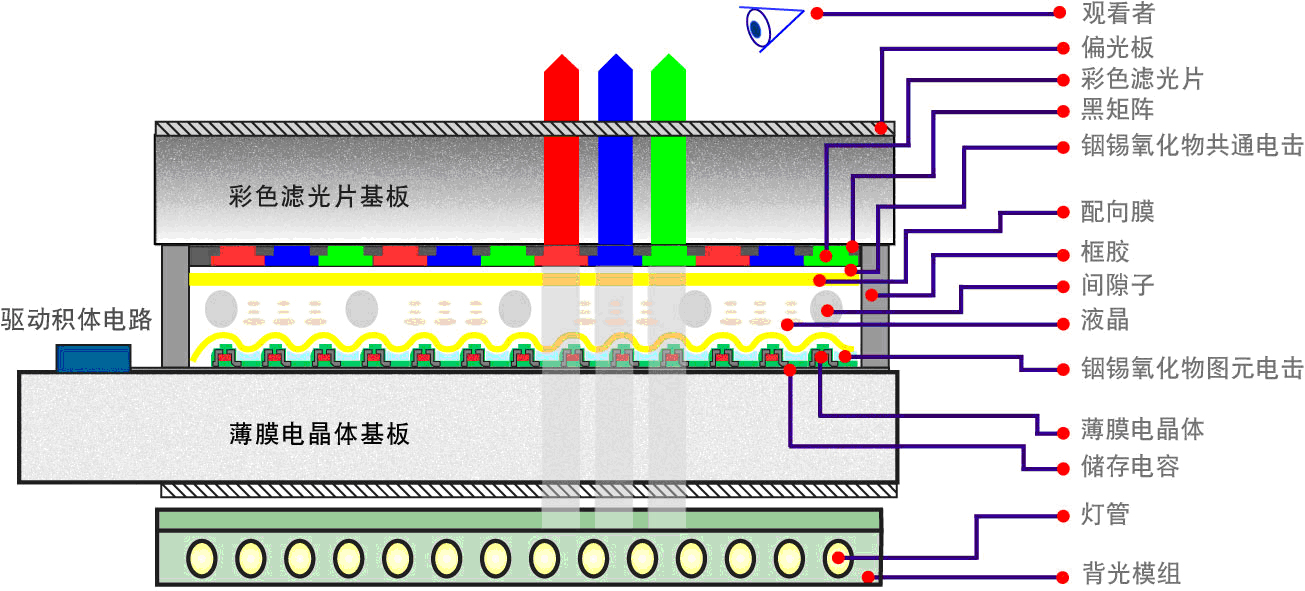 观看者
偏光板
彩色滤光片
黑矩阵
铟锡氧化物共通电击
彩色滤光片基板
配向膜
框胶
间隙子
液晶
驱动积体电路
铟锡氧化物图元电击
薄膜电晶体
薄膜电晶体基板
储存电容
灯管
背光模组